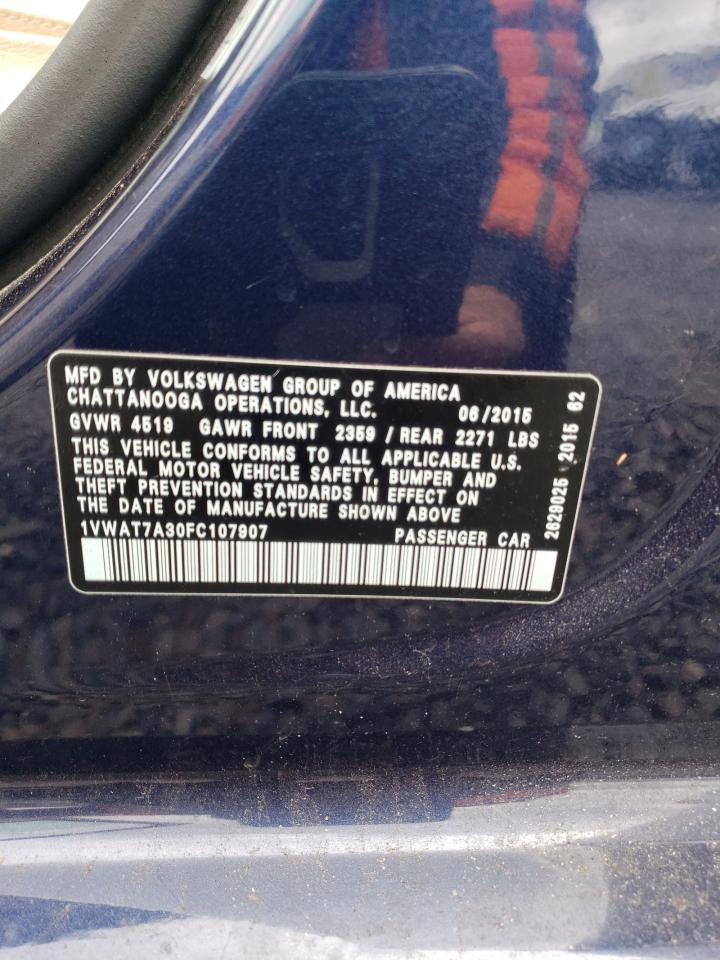 MFD BY VOLKSWAGEN GROUP OF AMERICA
CHATTANOOGA OPERATIONS, LLC. 06/2015
GVWR 4519 GAWR FRONT 2359 / REAR 2271 LBS
THIS VEHICLE CONFORMS TO ALL APPLICABLE U.S.
FEDERAL MOTOR VEHICLE SAFETY, BUMPER AND
THEFT PREVENTION STANDARDS IN EFFECT ON
THE DATE OF MANUFACTURE SHOWN ABOVE
1VWAT7A30FC107907 PASSENGER CAR
2629025 2015 62